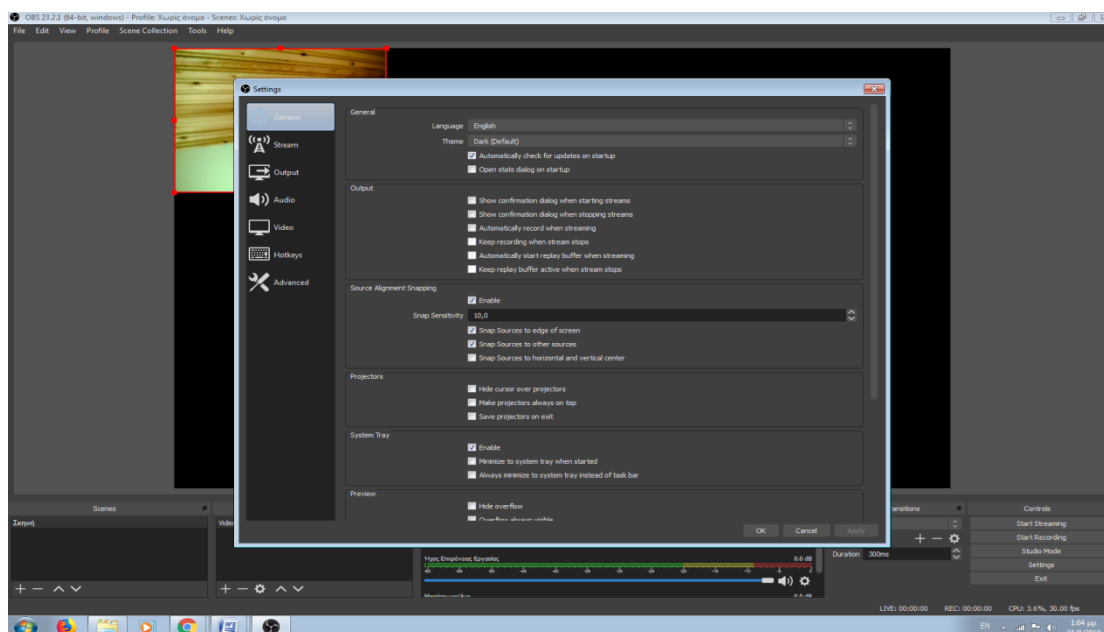 OBS 23.2.1 (64-bit, windows) - Profile: Χωρίς όνομα - Scenes: Χωρίς όνομα
File Edit View Profile Scene Collection Tools Help
Settings
General
Stream
Output
Audio
Video
Hotkeys
Advanced
General
Language English
Theme Dark (Default)
Automatically check for updates on startup
Open stats dialog on startup
Output
Show confirmation dialog when starting streams
Show confirmation dialog when stopping streams
Automatically record when streaming
Keep recording when stream stops
Automatically start replay buffer when streaming
Keep replay buffer active when stream stops
Source Alignment Snapping
Enable
Snap Sensitivity 10,0
Snap Sources to edge of screen
Snap Sources to other sources
Snap Sources to horizontal and vertical center
Projectors
Hide cursor over projectors
Make projectors always on top
Save projectors on exit
System Tray
Enable
Minimize to system tray when started
Always minimize to system tray instead of task bar
Preview
Hide overflow
Overflow always visible
OK Cancel Apply
Scenes
Σκηνή
Ήχος Επιφάνειας Εργασίας 0.0 dB
Duration 300ms
Controls
Start Streaming
Start Recording
Studio Mode
Settings
Exit
LIVE: 00:00:00 REC: 00:00:00 CPU: 3.6%, 30.00 fps
EN 1:04 μμ